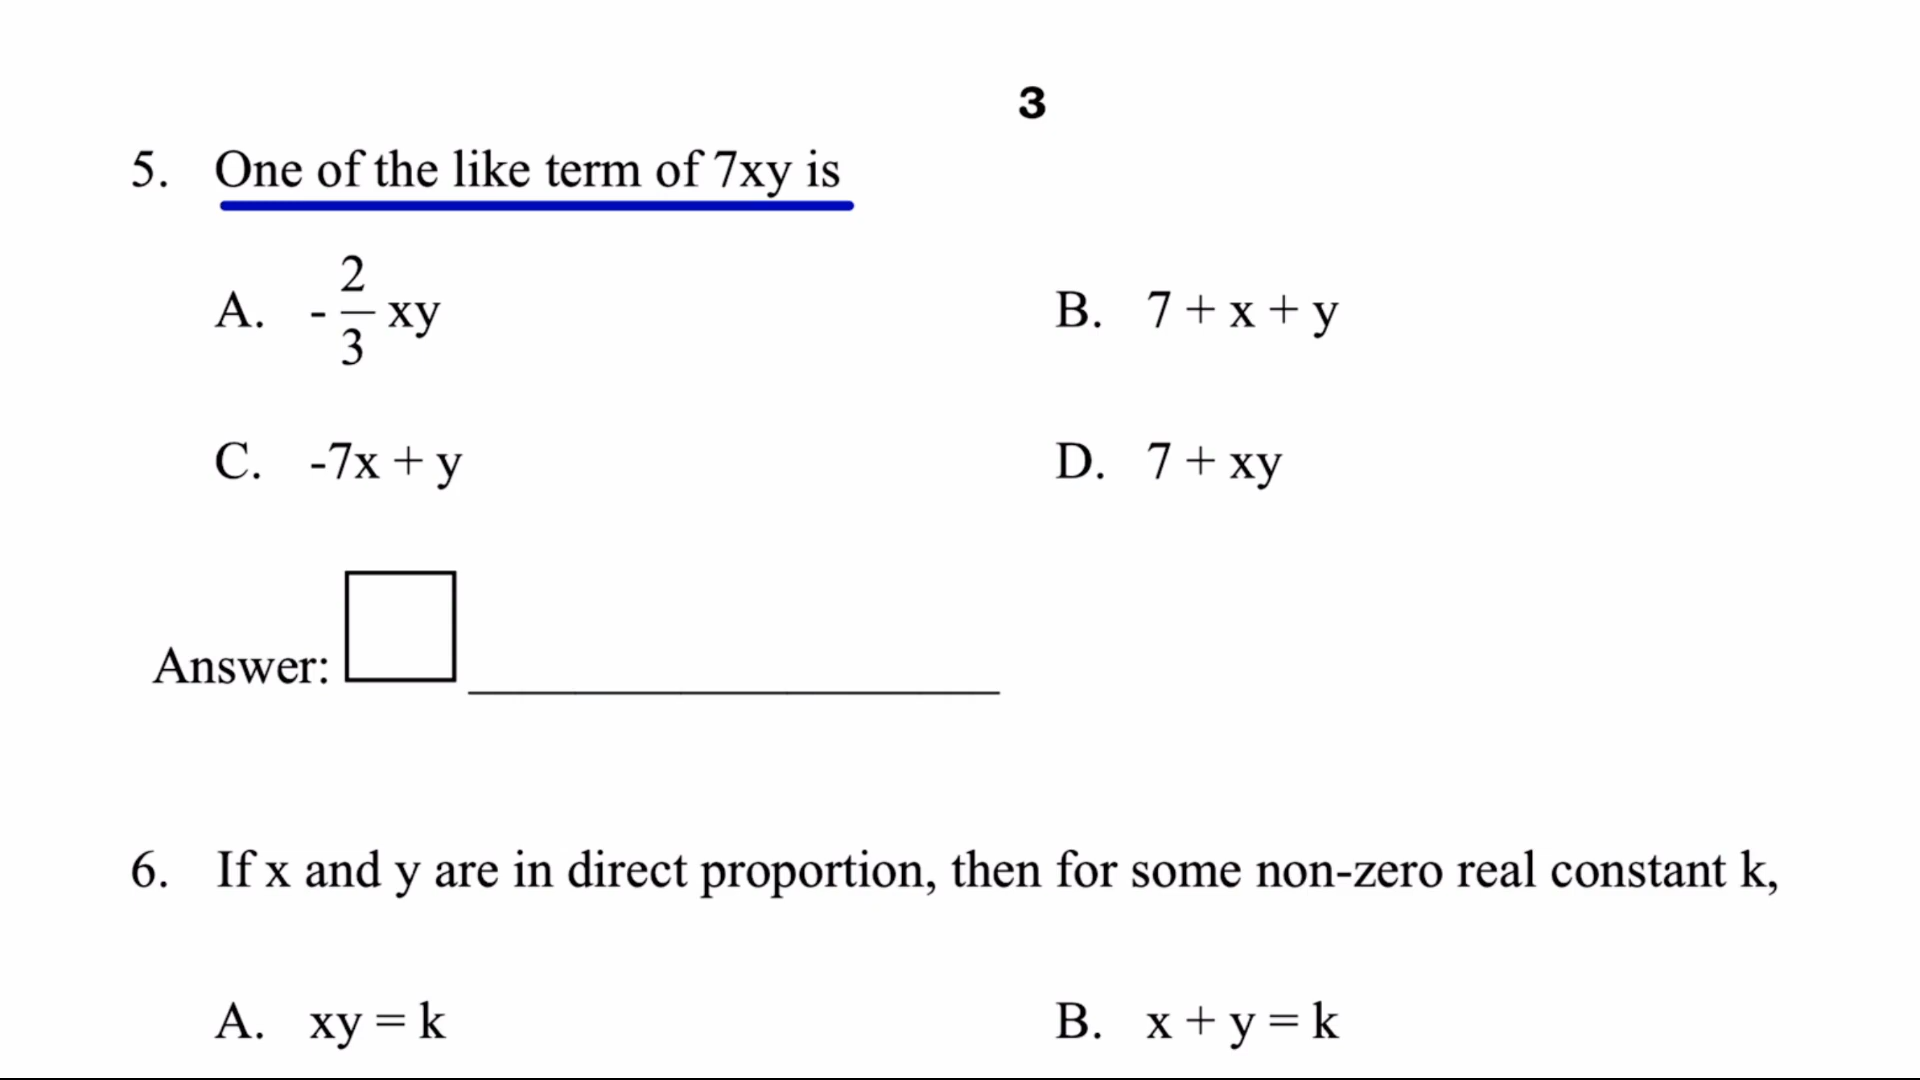 3
5. One of the like term of 7xy is
A. -2/3 xy
B. 7 + x + y
C. -7x + y
D. 7 + xy
Answer:
6. If x and y are in direct proportion, then for some non-zero real constant k,
A. xy = k
B. x + y = k